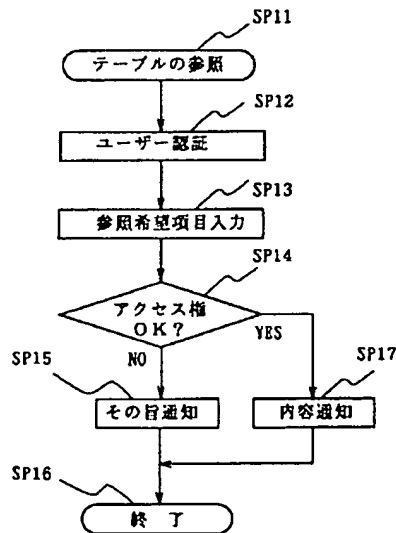 SP11
テーブルの参照
SP12
ユーザー認証
SP13
参照希望項目入力
SP14
アクセス権
OK?
NO
YES
SP15
SP17
その旨通知
内容通知
SP16
終 了